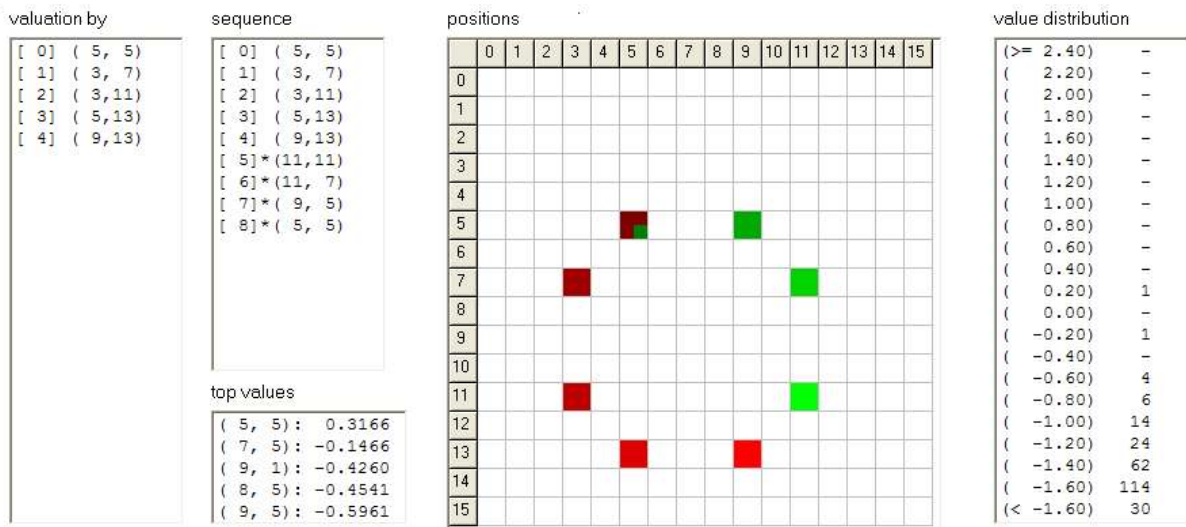 valuation by
[ 0] ( 5, 5)
[ 1] ( 3, 7)
[ 2] ( 3,11)
[ 3] ( 5,13)
[ 4] ( 9,13)
sequence
[ 0] ( 5, 5)
[ 1] ( 3, 7)
[ 2] ( 3,11)
[ 3] ( 5,13)
[ 4] ( 9,13)
[ 5]*(11,11)
[ 6]*(11, 7)
[ 7]*( 9, 5)
[ 8]*( 5, 5)
top values
( 5, 5): 0.3166
( 7, 5): -0.1466
( 9, 1): -0.4260
( 8, 5): -0.4541
( 9, 5): -0.5961
positions
0 1 2 3 4 5 6 7 8 9 10 11 12 13 14 15
0
1
2
3
4
5
6
7
8
9
10
11
12
13
14
15
value distribution
(>= 2.40) -
( 2.20) -
( 2.00) -
( 1.80) -
( 1.60) -
( 1.40) -
( 1.20) -
( 1.00) -
( 0.80) -
( 0.60) -
( 0.40) -
( 0.20) 1
( 0.00) -
( -0.20) 1
( -0.40) -
( -0.60) 4
( -0.80) 6
( -1.00) 14
( -1.20) 24
( -1.40) 62
( -1.60) 114
(< -1.60) 30